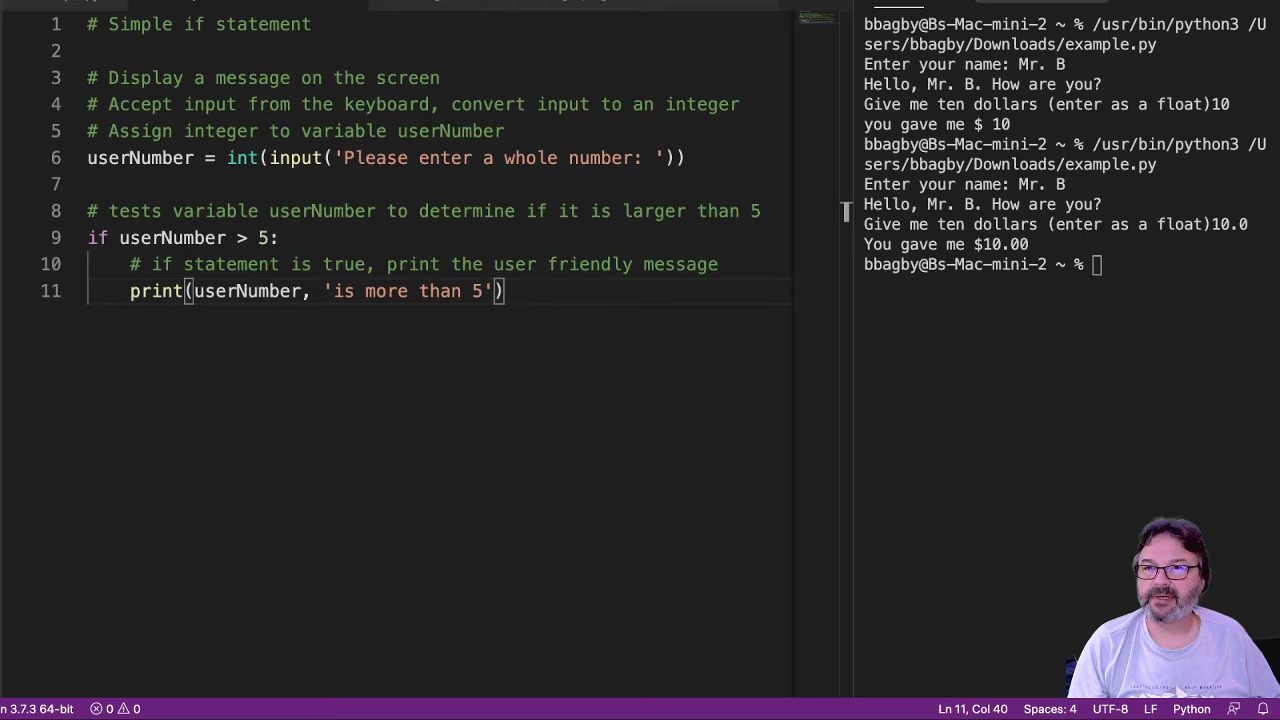 1 # Simple if statement
2
3 # Display a message on the screen
4 # Accept input from the keyboard, convert input to an integer
5 # Assign integer to variable userNumber
6 userNumber = int(input('Please enter a whole number: '))
7
8 # tests variable userNumber to determine if it is larger than 5
9 if userNumber > 5:
10 # if statement is true, print the user friendly message
11 print(userNumber, 'is more than 5')
bbagby@Bs-Mac-mini-2 ~ % /usr/bin/python3 /U
sers/bbagby/Downloads/example.py
Enter your name: Mr. B
Hello, Mr. B. How are you?
Give me ten dollars (enter as a float)10
you gave me $ 10
bbagby@Bs-Mac-mini-2 ~ % /usr/bin/python3 /U
sers/bbagby/Downloads/example.py
Enter your name: Mr. B
Hello, Mr. B. How are you?
Give me ten dollars (enter as a float)10.0
You gave me $10.00
bbagby@Bs-Mac-mini-2 ~ %
n 3.7.3 64-bit 0 0 Ln 11, Col 40 Spaces: 4 UTF-8 LF Python